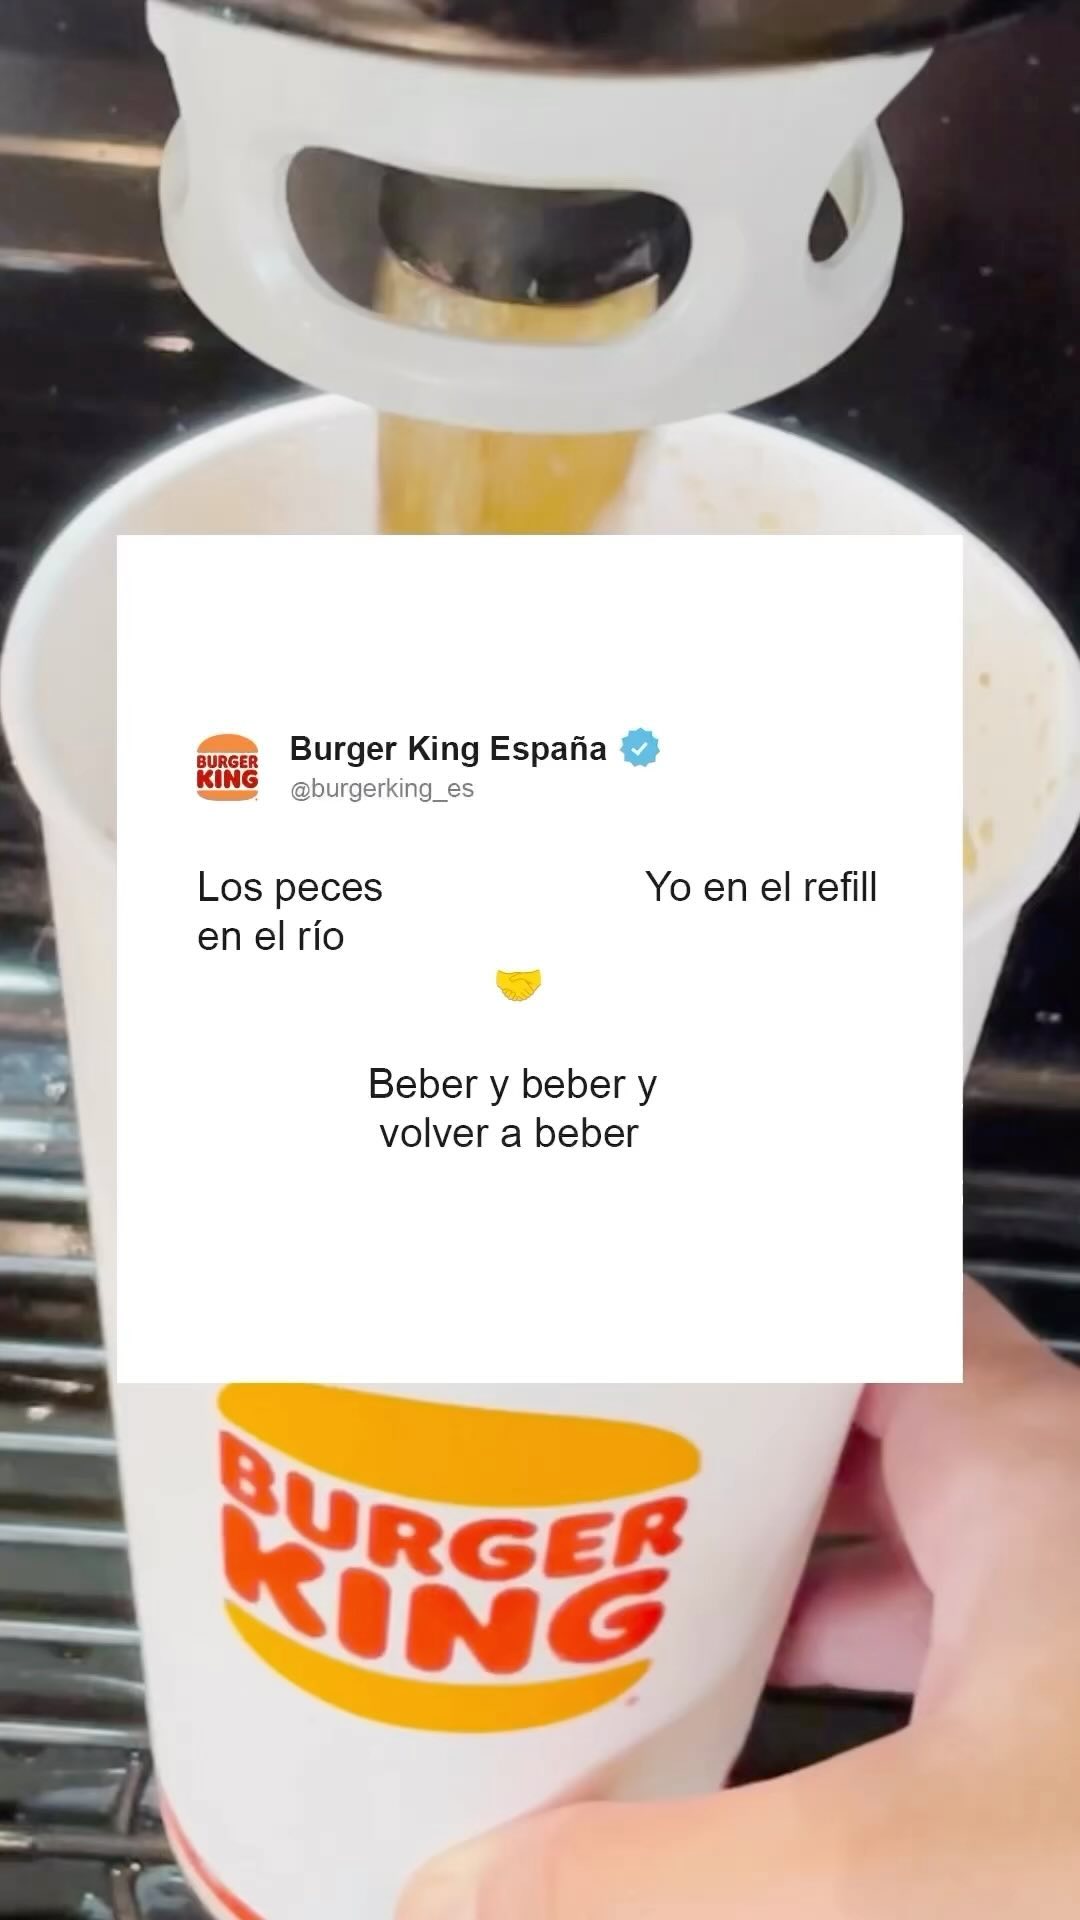 BURGER
KING
Burger King España
@burgerking_es
Los peces
en el río
Yo en el refill
🤝
Beber y beber y
volver a beber
BURGER
KING